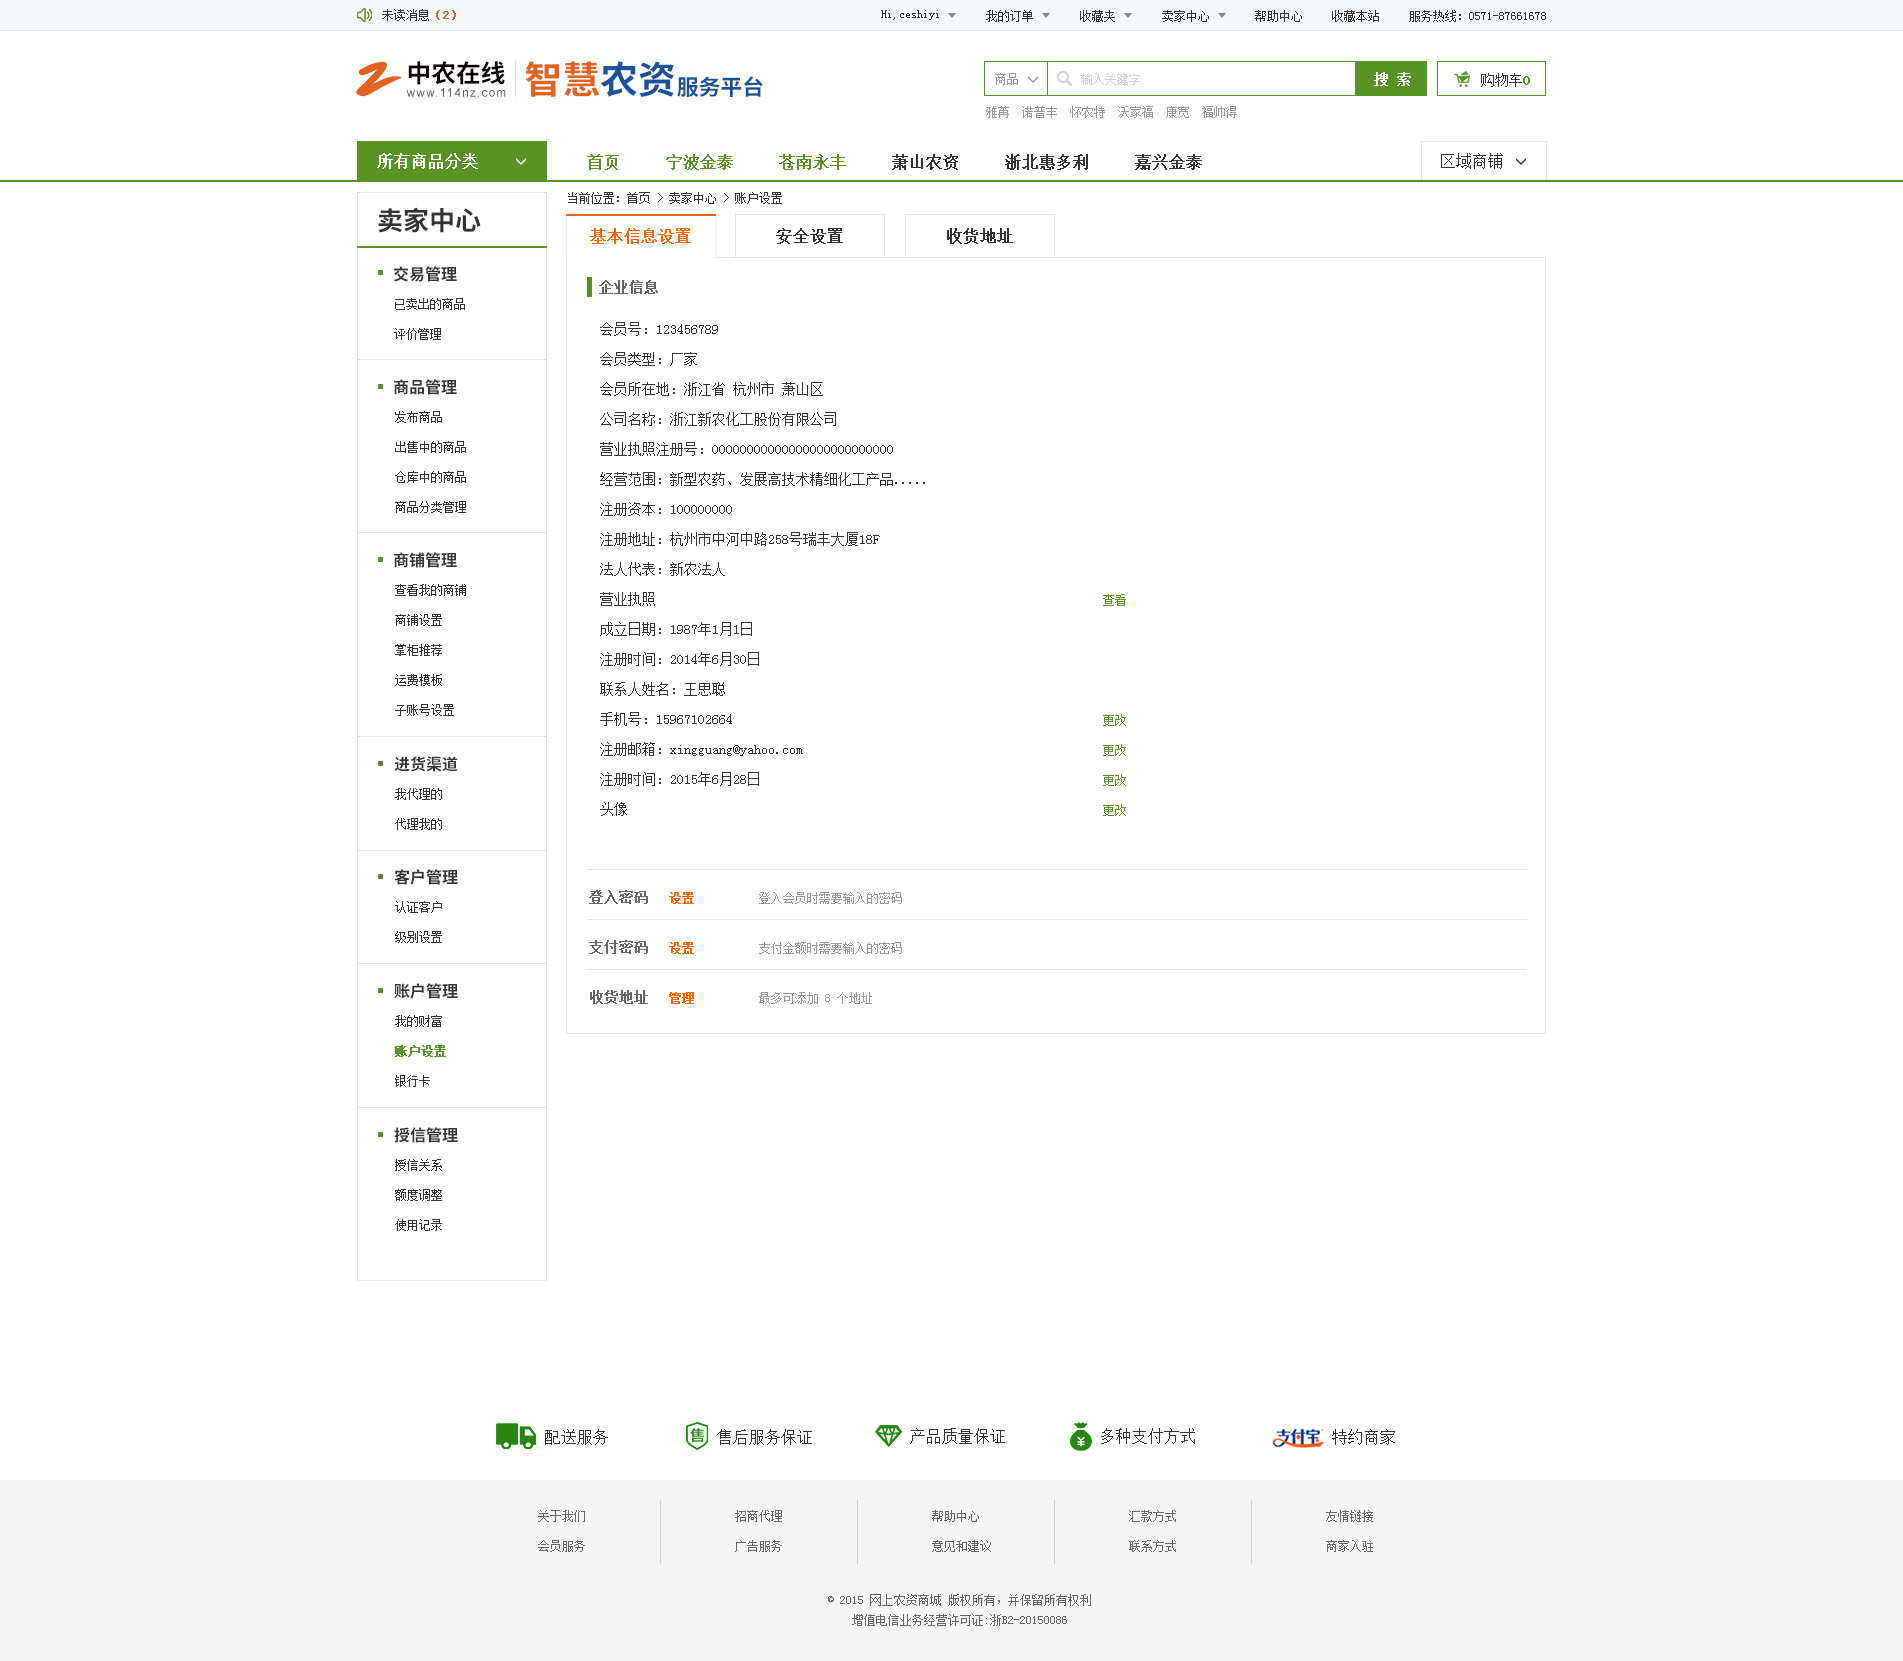 未读消息（2） Hi,ceshiyi 我的订单 收藏夹 卖家中心 帮助中心 收藏本站 服务热线：0571-87661678
中农在线 www.114nz.com 智慧农资服务平台
商品 输入关键字 搜 索 购物车0
雅苒 诺普丰 怀农特 沃家福 康宽 福帅得
所有商品分类 首页 宁波金泰 苍南永丰 萧山农资 浙北惠多利 嘉兴金泰 区域商铺
当前位置：首页 > 卖家中心 > 账户设置
卖家中心
交易管理
已卖出的商品
评价管理
商品管理
发布商品
出售中的商品
仓库中的商品
商品分类管理
商铺管理
查看我的商铺
商铺设置
掌柜推荐
运费模板
子账号设置
进货渠道
我代理的
代理我的
客户管理
认证客户
级别设置
账户管理
我的财富
账户设置
银行卡
授信管理
授信关系
额度调整
使用记录
基本信息设置 安全设置 收货地址
企业信息
会员号：123456789
会员类型：厂家
会员所在地：浙江省 杭州市 萧山区
公司名称：浙江新农化工股份有限公司
营业执照注册号：00000000000000000000000000
经营范围：新型农药、发展高技术精细化工产品.....
注册资本：100000000
注册地址：杭州市中河中路258号瑞丰大厦18F
法人代表：新农法人
营业执照 查看
成立日期：1987年1月1日
注册时间：2014年6月30日
联系人姓名：王思聪
手机号：15967102664 更改
注册邮箱：xingguang@yahoo.com 更改
注册时间：2015年6月28日 更改
头像 更改
登入密码 设置 登入会员时需要输入的密码
支付密码 设置 支付金额时需要输入的密码
收货地址 管理 最多可添加 8 个地址
配送服务 售 售后服务保证 产品质量保证 ¥ 多种支付方式 支付宝 特约商家
关于我们 招商代理 帮助中心 汇款方式 友情链接
会员服务 广告服务 意见和建议 联系方式 商家入驻
© 2015 网上农资商城 版权所有，并保留所有权利
增值电信业务经营许可证:浙B2-20150086